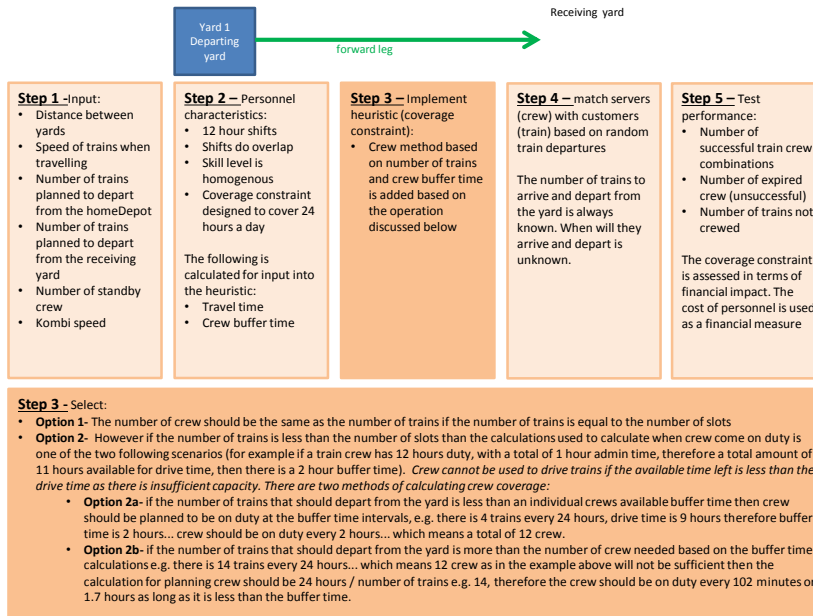 Receiving yard
Yard 1
Departing
yard
forward leg
Step 1 -Input:
• Distance between
yards
• Speed of trains when
travelling
• Number of trains
planned to depart
from the homeDepot
• Number of trains
planned to depart
from the receiving
yard
• Number of standby
crew
• Kombi speed
Step 2 – Personnel
characteristics:
• 12 hour shifts
• Shifts do overlap
• Skill level is
homogenous
• Coverage constraint
designed to cover 24
hours a day
The following is
calculated for input into
the heuristic:
• Travel time
• Crew buffer time
Step 3 – Implement
heuristic (coverage
constraint):
• Crew method based
on number of trains
and crew buffer time
is added based on
the operation
discussed below
Step 4 – match servers
(crew) with customers
(train) based on random
train departures
The number of trains to
arrive and depart from
the yard is always
known. When will they
arrive and depart is
unknown.
Step 5 – Test
performance:
• Number of
successful train crew
combinations
• Number of expired
crew (unsuccessful)
• Number of trains not
crewed
The coverage constraint
is assessed in terms of
financial impact. The
cost of personnel is used
as a financial measure
Step 3 - Select:
• Option 1- The number of crew should be the same as the number of trains if the number of trains is equal to the number of slots
• Option 2- However if the number of trains is less than the number of slots than the calculations used to calculate when crew come on duty is
one of the two following scenarios (for example if a train crew has 12 hours duty, with a total of 1 hour admin time, therefore a total amount of
11 hours available for drive time, then there is a 2 hour buffer time). Crew cannot be used to drive trains if the available time left is less than the
drive time as there is insufficient capacity. There are two methods of calculating crew coverage:
• Option 2a- if the number of trains that should depart from the yard is less than an individual crews available buffer time then crew
should be planned to be on duty at the buffer time intervals, e.g. there is 4 trains every 24 hours, drive time is 9 hours therefore buffer
time is 2 hours... crew should be on duty every 2 hours... which means a total of 12 crew.
• Option 2b- if the number of trains that should depart from the yard is more than the number of crew needed based on the buffer time
calculations e.g. there is 14 trains every 24 hours... which means 12 crew as in the example above will not be sufficient then the
calculation for planning crew should be 24 hours / number of trains e.g. 14, therefore the crew should be on duty every 102 minutes or
1.7 hours as long as it is less than the buffer time.